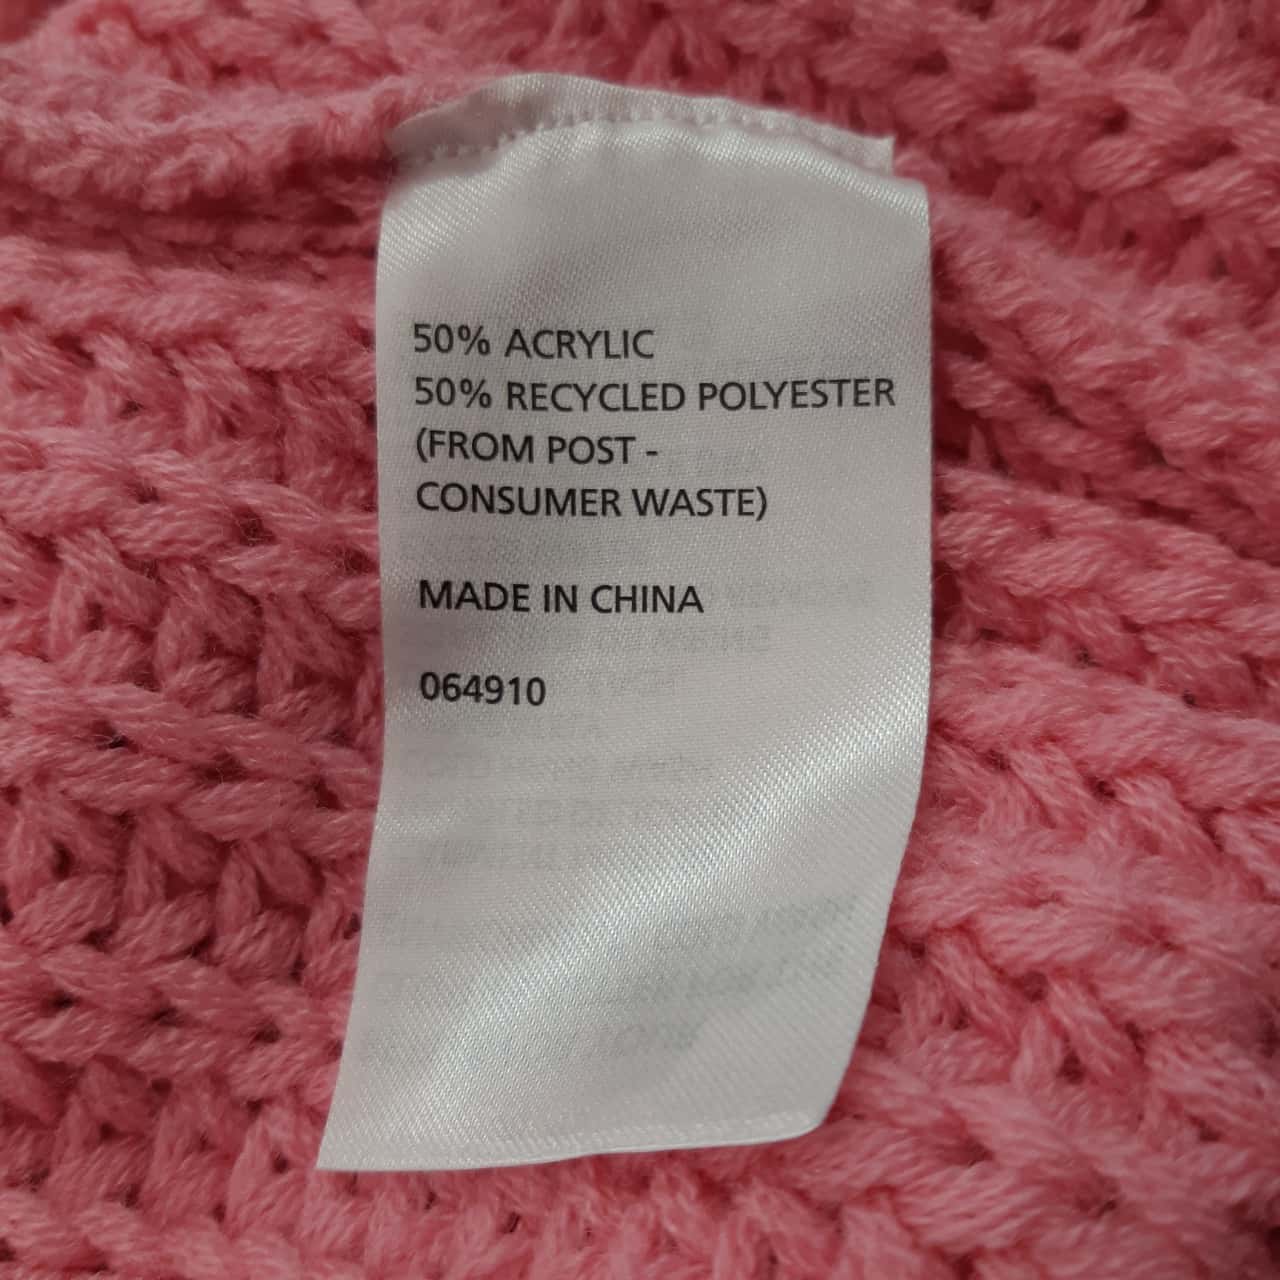 50% ACRYLIC
50% RECYCLED POLYESTER
(FROM POST -
CONSUMER WASTE)
MADE IN CHINA
064910